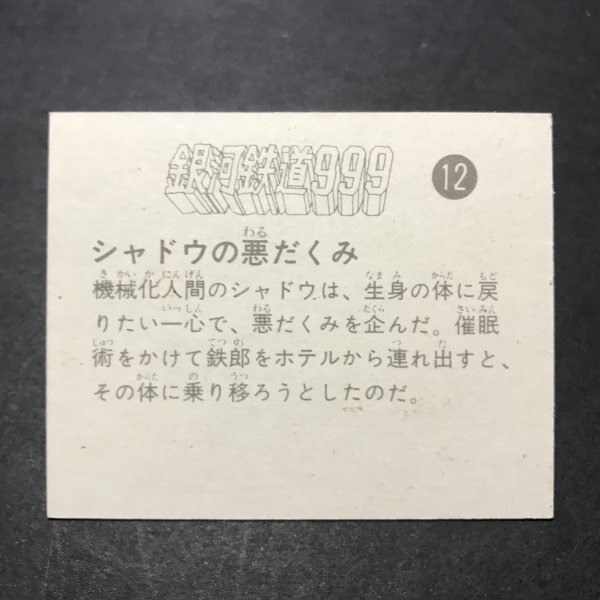 銀河鉄道999
12
シャドウの悪だくみ
機械化人間のシャドウは、生身の体に戻
りたい一心で、悪だくみを企んだ。催眠
術をかけて鉄郎をホテルから連れ出すと、
その体に乗り移ろうとしたのだ。